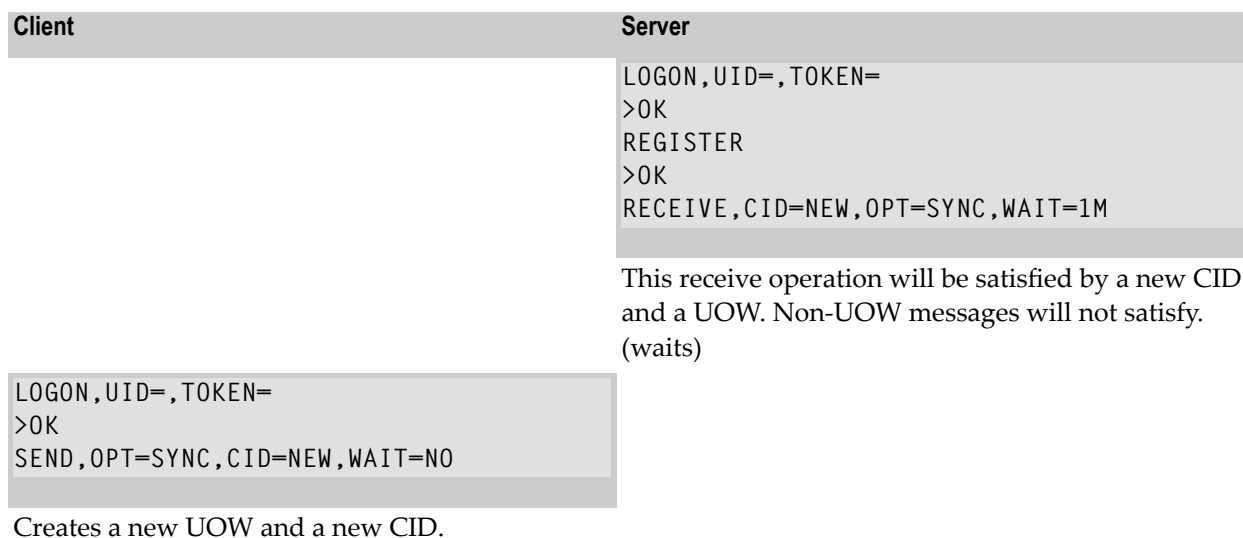 Client
Server
LOGON,UID=,TOKEN=
>OK
REGISTER
>OK
RECEIVE,CID=NEW,OPT=SYNC,WAIT=1M
This receive operation will be satisfied by a new CID
and a UOW. Non-UOW messages will not satisfy.
(waits)
LOGON,UID=,TOKEN=
>OK
SEND,OPT=SYNC,CID=NEW,WAIT=NO
Creates a new UOW and a new CID.